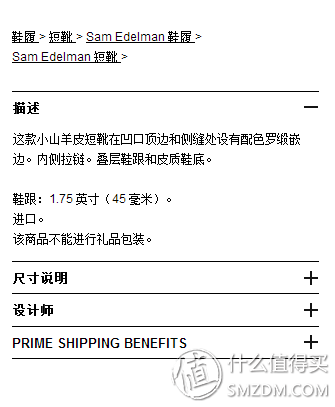 鞋履 > 短靴 > Sam Edelman 鞋履 >
Sam Edelman 短靴 >
描述
这款小山羊皮短靴在凹口顶边和侧缝处设有配色罗缎嵌
边。内侧拉链。叠层鞋跟和皮质鞋底。
鞋跟：1.75 英寸（45 毫米）。
进口。
该商品不能进行礼品包装。
尺寸说明
设计师
PRIME SHIPPING BENEFITS
值 什么值得买
SMZDM.COM